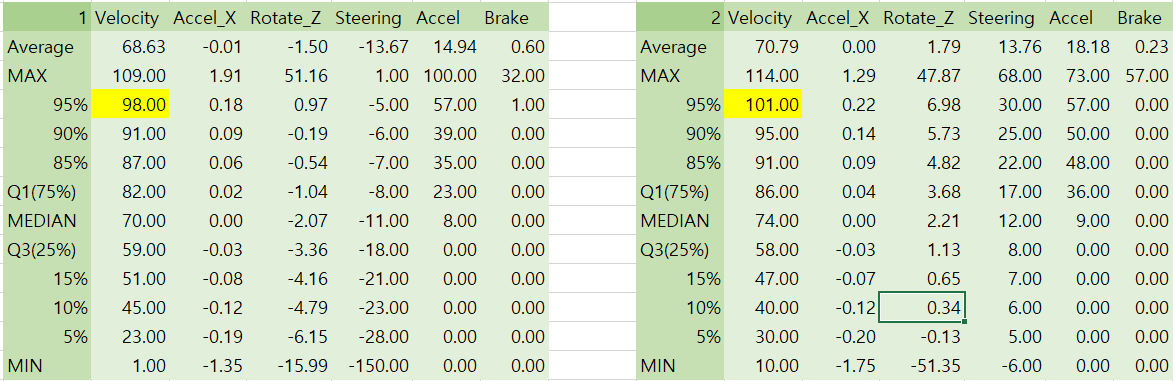 1 Velocity Accel_X Rotate_Z Steering Accel Brake
Average 68.63 -0.01 -1.50 -13.67 14.94 0.60
MAX 109.00 1.91 51.16 1.00 100.00 32.00
95% 98.00 0.18 0.97 -5.00 57.00 1.00
90% 91.00 0.09 -0.19 -6.00 39.00 0.00
85% 87.00 0.06 -0.54 -7.00 35.00 0.00
Q1(75%) 82.00 0.02 -1.04 -8.00 23.00 0.00
MEDIAN 70.00 0.00 -2.07 -11.00 8.00 0.00
Q3(25%) 59.00 -0.03 -3.36 -18.00 0.00 0.00
15% 51.00 -0.08 -4.16 -21.00 0.00 0.00
10% 45.00 -0.12 -4.79 -23.00 0.00 0.00
5% 23.00 -0.19 -6.15 -28.00 0.00 0.00
MIN 1.00 -1.35 -15.99 -150.00 0.00 0.00
2 Velocity Accel_X Rotate_Z Steering Accel Brake
Average 70.79 0.00 1.79 13.76 18.18 0.23
MAX 114.00 1.29 47.87 68.00 73.00 57.00
95% 101.00 0.22 6.98 30.00 57.00 0.00
90% 95.00 0.14 5.73 25.00 50.00 0.00
85% 91.00 0.09 4.82 22.00 48.00 0.00
Q1(75%) 86.00 0.04 3.68 17.00 36.00 0.00
MEDIAN 74.00 0.00 2.21 12.00 9.00 0.00
Q3(25%) 58.00 -0.03 1.13 8.00 0.00 0.00
15% 47.00 -0.07 0.65 7.00 0.00 0.00
10% 40.00 -0.12 0.34 6.00 0.00 0.00
5% 30.00 -0.20 -0.13 5.00 0.00 0.00
MIN 10.00 -1.75 -51.35 -6.00 0.00 0.00